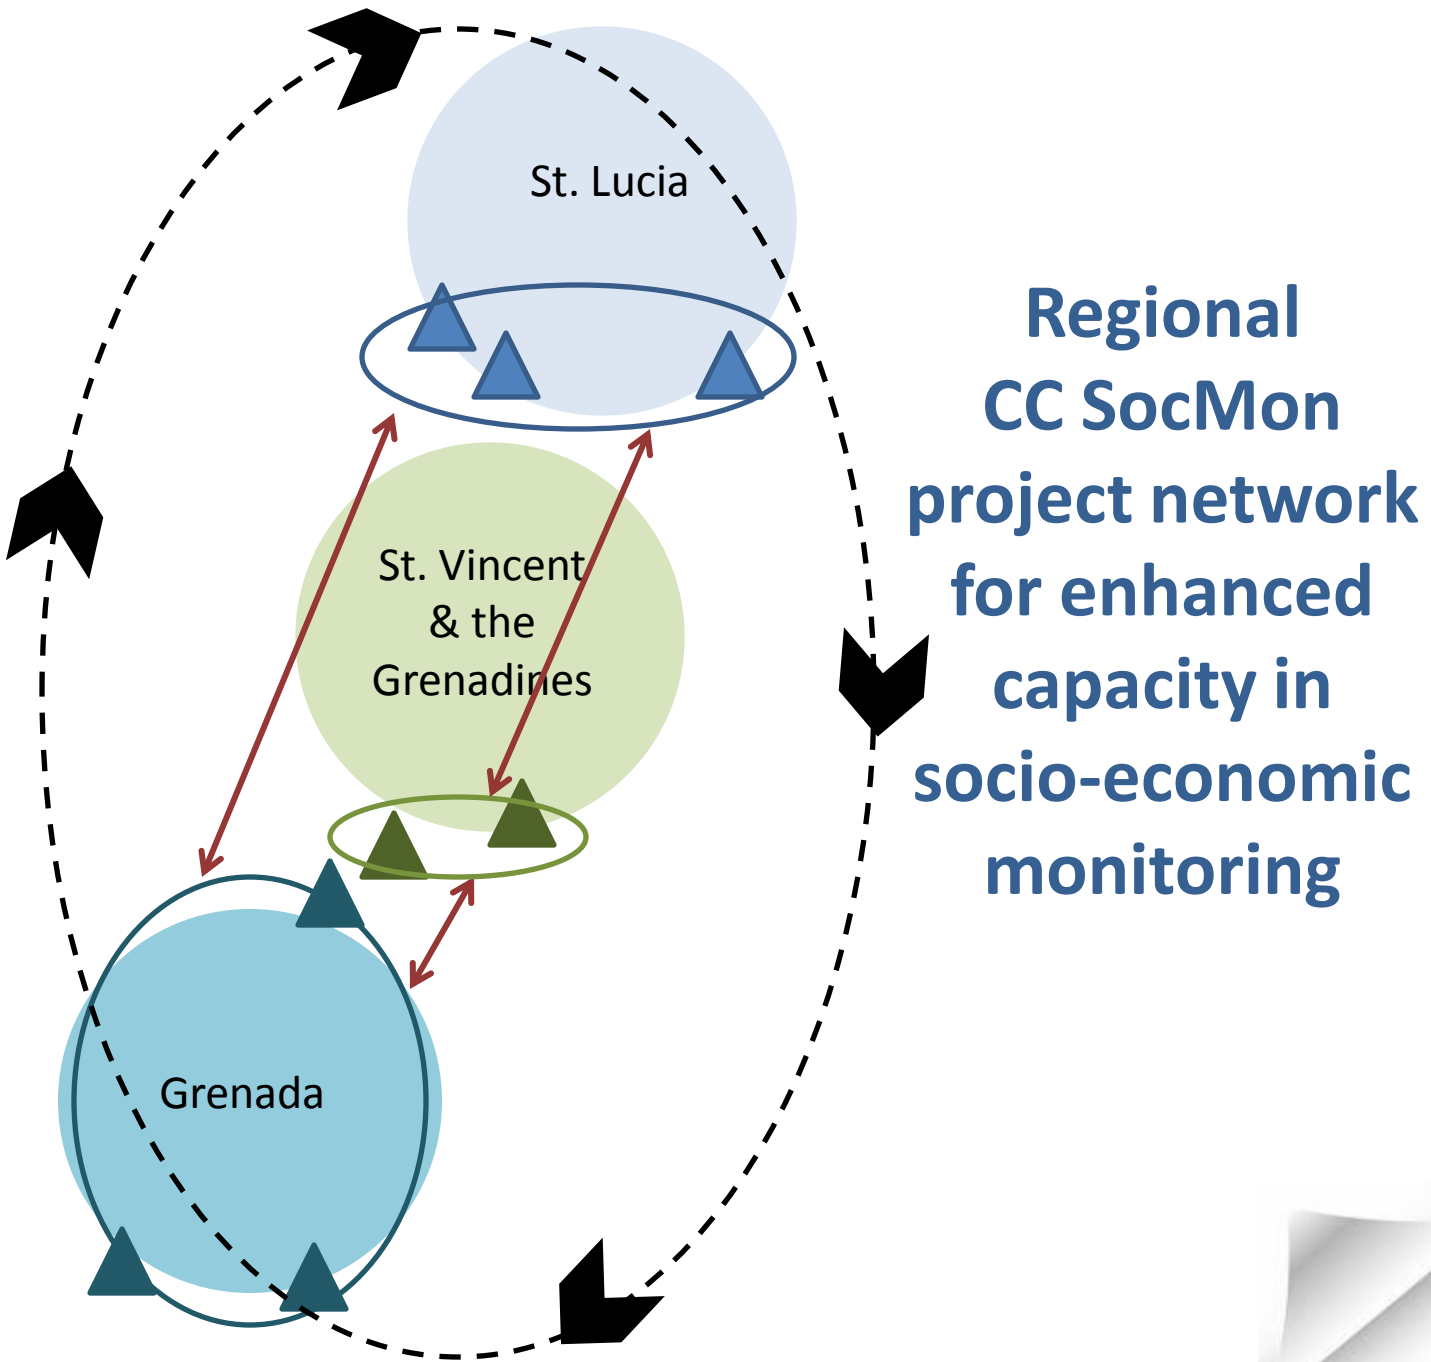 St. Lucia
St. Vincent
& the
Grenadines
Grenada
Regional
CC SocMon
project network
for enhanced
capacity in
socio-economic
monitoring